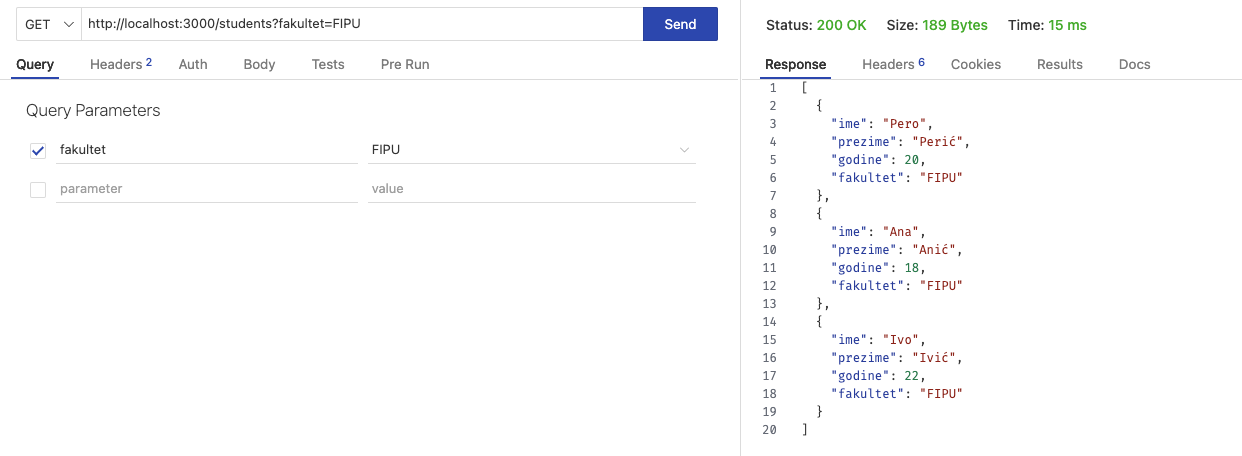 GET http://localhost:3000/students?fakultet=FIPU Send
Query Headers 2 Auth Body Tests Pre Run
Query Parameters
fakultet FIPU
parameter value
Status: 200 OK Size: 189 Bytes Time: 15 ms
Response Headers 6 Cookies Results Docs
1 [
2 {
3 "ime": "Pero",
4 "prezime": "Perić",
5 "godine": 20,
6 "fakultet": "FIPU"
7 },
8 {
9 "ime": "Ana",
10 "prezime": "Anić",
11 "godine": 18,
12 "fakultet": "FIPU"
13 },
14 {
15 "ime": "Ivo",
16 "prezime": "Ivić",
17 "godine": 22,
18 "fakultet": "FIPU"
19 }
20 ]